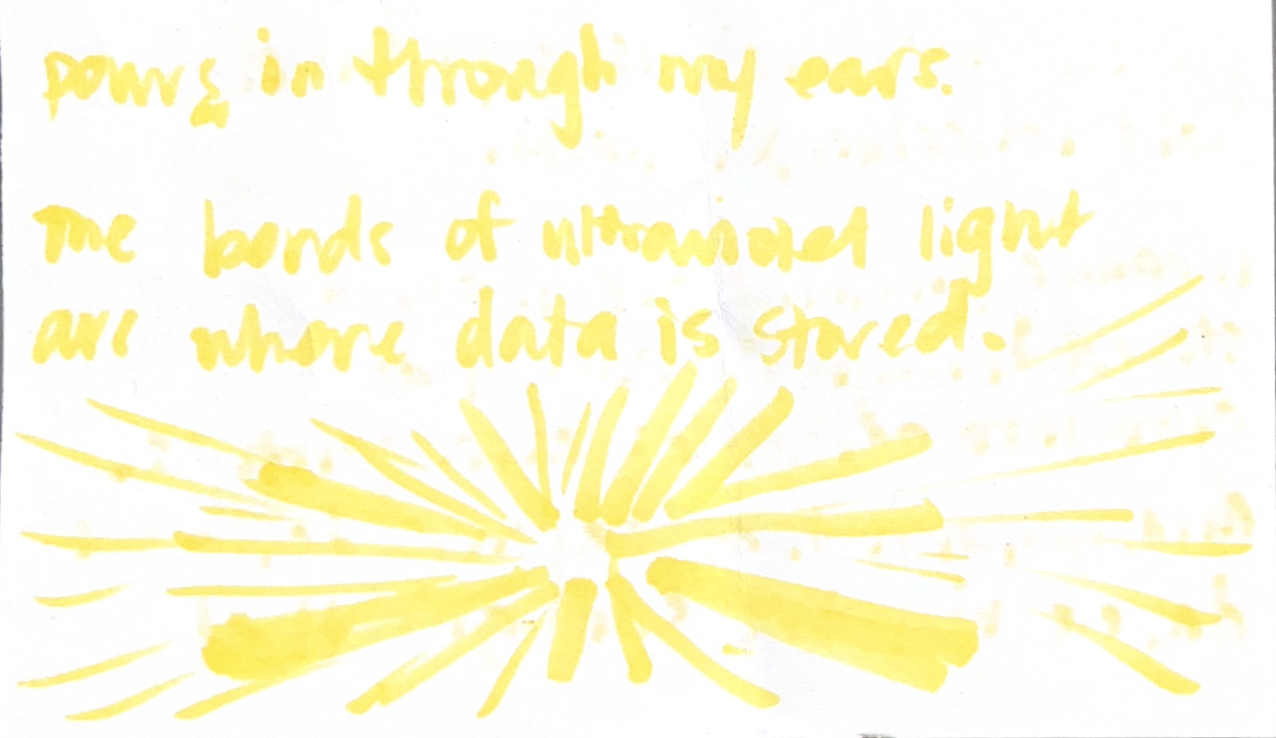 pours in through my ears.
The bands of ultraviolet light
are where data is stored.